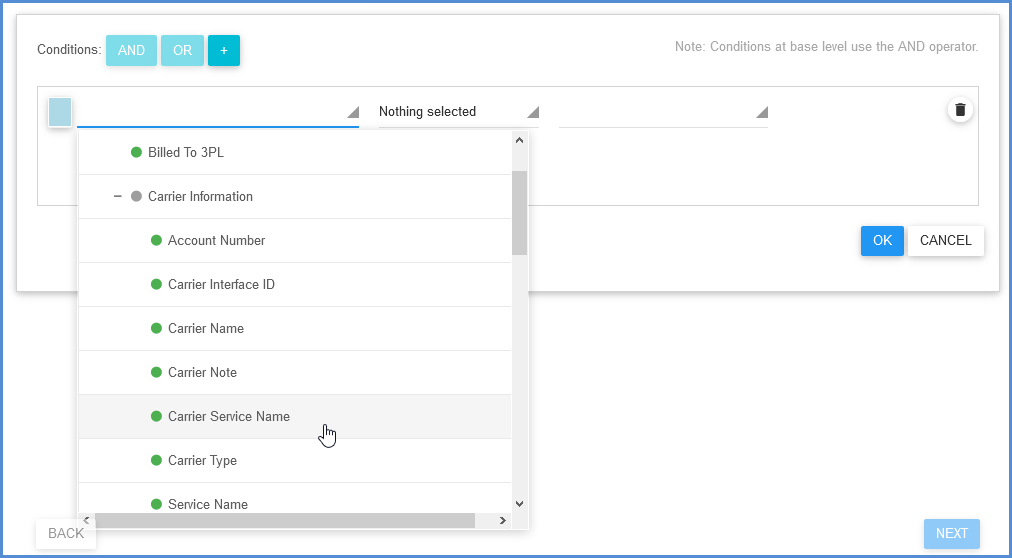 Conditions: AND OR + Note: Conditions at base level use the AND operator.
Nothing selected
Billed To 3PL
− Carrier Information
Account Number
Carrier Interface ID
Carrier Name
Carrier Note
Carrier Service Name
Carrier Type
Service Name
OK CANCEL
BACK NEXT